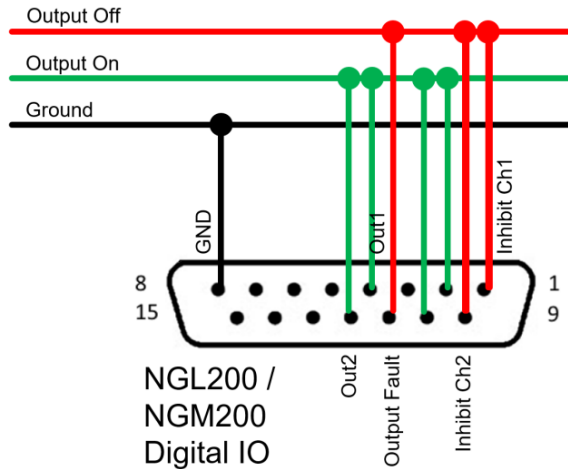 Output Off
Output On
Ground
GND
Out1
Inhibit Ch1
8
1
15
9
Out2
Output Fault
Inhibit Ch2
NGL200 /
NGM200
Digital IO